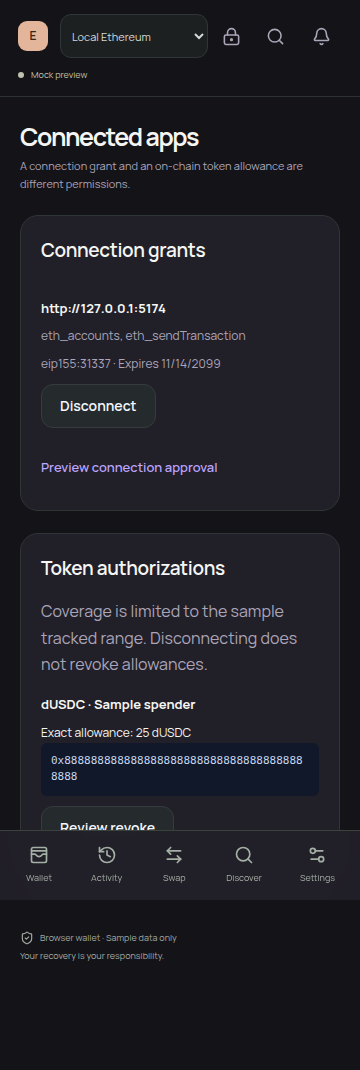 E
Local Ethereum
Mock preview
Connected apps
A connection grant and an on-chain token allowance are
different permissions.
Connection grants
http://127.0.0.1:5174
eth_accounts, eth_sendTransaction
eip155:31337 · Expires 11/14/2099
Disconnect
Preview connection approval
Token authorizations
Coverage is limited to the sample
tracked range. Disconnecting does
not revoke allowances.
dUSDC · Sample spender
Exact allowance: 25 dUSDC
0x888888888888888888888888888888888888
8888
Review revoke
Wallet
Activity
Swap
Discover
Settings
Browser wallet · Sample data only
Your recovery is your responsibility.